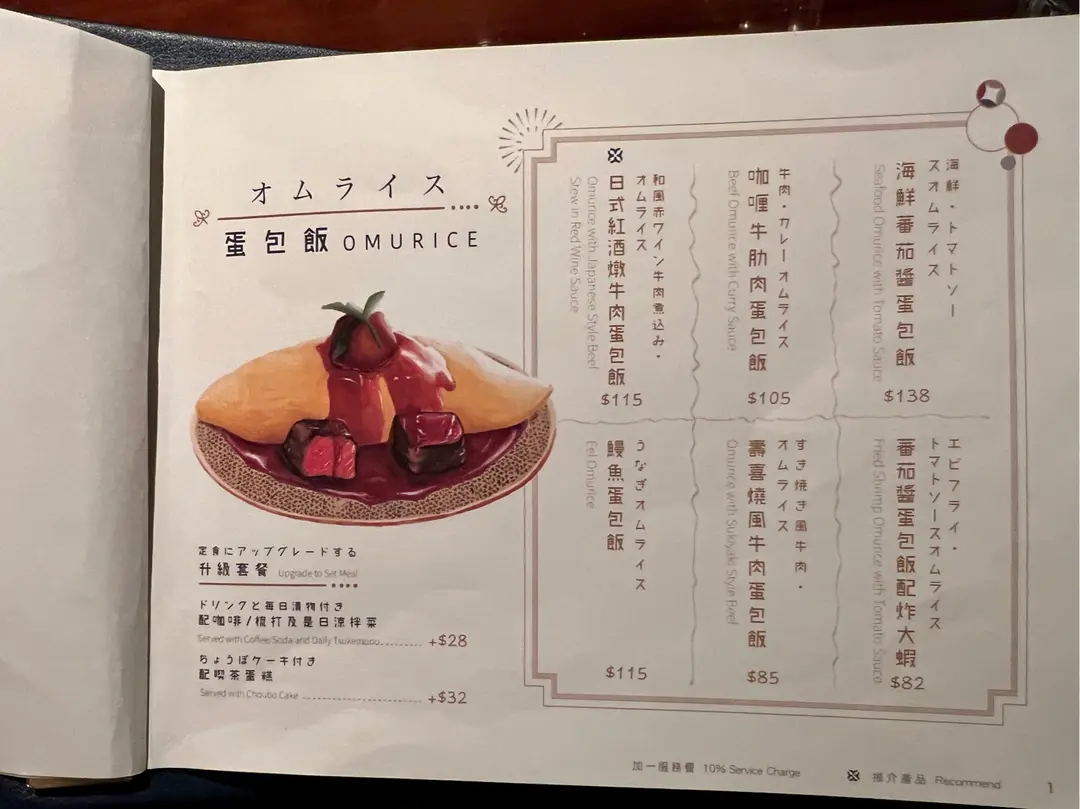 オムライス
蛋包飯 OMURICE
定食にアップグレードする
升級套餐 Upgrade to Set Meal
ドリンクと毎日漬物付き
配咖啡/梳打及是日涼拌菜
Served with Coffee/Soda and Daily Tsukemono +$28
ちょうぼケーキ付き
配喫茶蛋糕
Served with Choubo Cake +$32
海鮮・トマトソー
スオムライス
海鮮蕃茄醬蛋包飯
Seafood Omurice with Tomato Sauce
$138
牛肉・カレーオムライス
咖喱牛肋肉蛋包飯
Beef Omurice with Curry Sauce
$105
和風赤ワイン牛肉煮込み・
オムライス
日式紅酒燉牛肉蛋包飯
Omurice with Japanese Style Beef
Stew in Red Wine Sauce
$115
エビフライ・
トマトソースオムライス
蕃茄醬蛋包飯配炸大蝦
Fried Shrimp Omurice with Tomato Sauce
$82
すき焼き風牛肉・
オムライス
壽喜燒風牛肉蛋包飯
Omurice with Sukiyaki Style Beef
$85
うなぎオムライス
鰻魚蛋包飯
Eel Omurice
$115
加一服務費 10% Service Charge
推介產品 Recommend
1